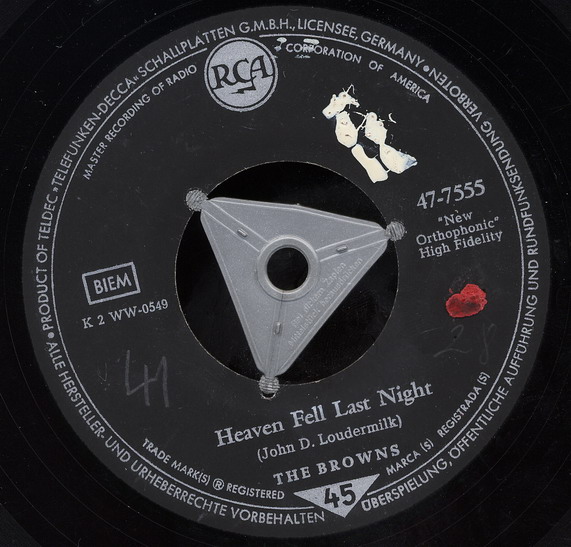 •PRODUCT OF TELDEC•»TELEFUNKEN-DECCA« SCHALLPLATTEN G.M.B.H., LICENSEE, GERMANY•
MASTER RECORDING OF RADIO
RCA
CORPORATION OF AMERICA
47-7555
"New
Orthophonic"
High Fidelity
BIEM
K 2 WW-0549
41
Heaven Fell Last Night
(John D. Loudermilk)
THE BROWNS
TRADE MARK(S) ® REGISTERED
MARCA (S) REGISTRADA (S)
45
ALLE HERSTELLER- UND URHEBERRECHTE VORBEHALTEN
ÜBERSPIELUNG, ÖFFENTLICHE AUFFÜHRUNG UND RUNDFUNKSENDUNG VERBOTEN•